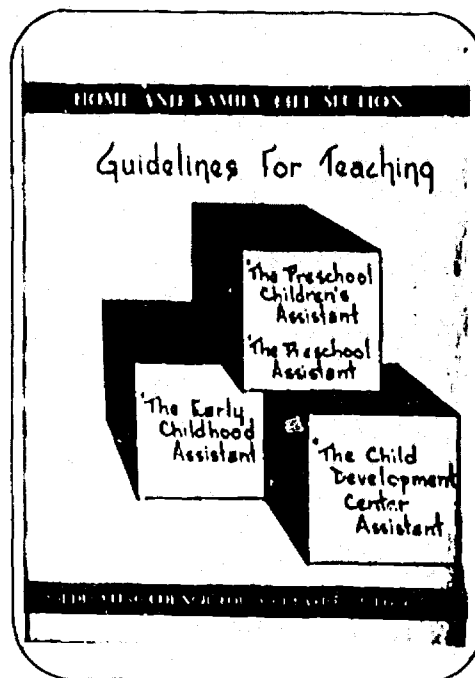 HOME AND FAMILY LIFE SECTION
Guidelines For Teaching
"The Preschool
Children's
Assistant
"The Preschool
Assistant
"The Early
Childhood
Assistant
"The Child
Development
Center
Assistant